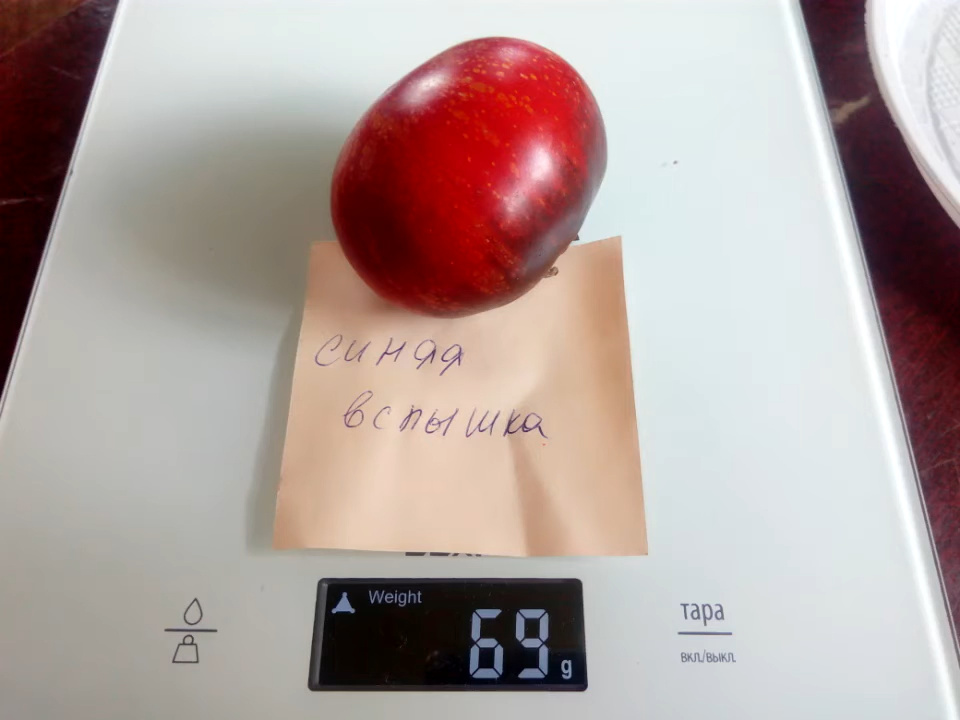 синяя
вспышка
Weight
69 g
тара
вкл./выкл.